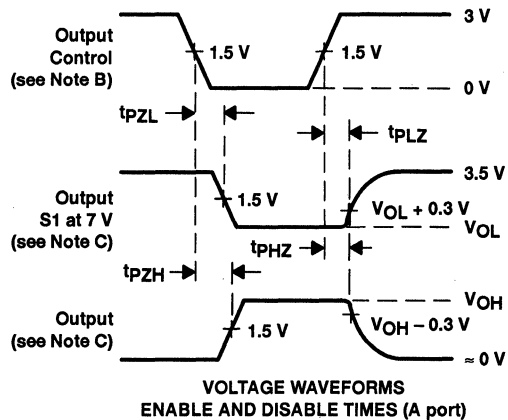 Output
Control
(see Note B)
1.5 V
1.5 V
3 V
0 V
tPZL
tPLZ
Output
S1 at 7 V
(see Note C)
1.5 V
3.5 V
VOL + 0.3 V
VOL
tPHZ
tPZH
Output
(see Note C)
1.5 V
VOH
VOH − 0.3 V
≈ 0 V
VOLTAGE WAVEFORMS
ENABLE AND DISABLE TIMES (A port)